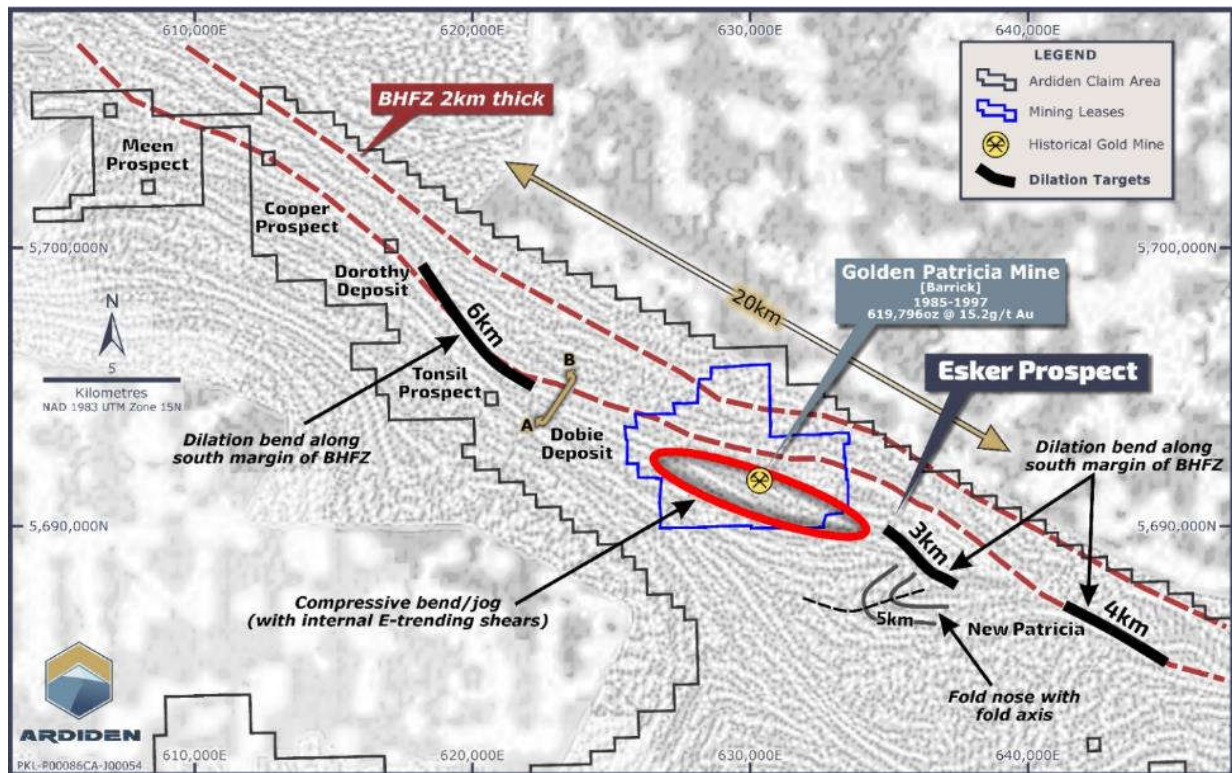 610,000E
620,000E
630,000E
640,000E
LEGEND
Ardiden Claim Area
Mining Leases
Historical Gold Mine
Dilation Targets
BHFZ 2km thick
Meen
Prospect
Cooper
Prospect
5,700,000N
5,700,000N
Dorothy
Deposit
20km
Golden Patricia Mine
[Barrick]
1985-1997
619,796oz @ 15.2g/t Au
N
5
Kilometres
NAD 1983 UTM Zone 15N
6km
Tonsil
Prospect
B
A
Dobie
Deposit
Esker Prospect
Dilation bend along
south margin of BHFZ
Dilation bend along
south margin of BHFZ
5,690,000N
5,690,000N
3km
Compressive bend/jog
(with internal E-trending shears)
5km
New Patricia
4km
Fold nose with
fold axis
ARDIDEN
PKL-P00086CA-J00054
610,000E
620,000E
630,000E
640,000E